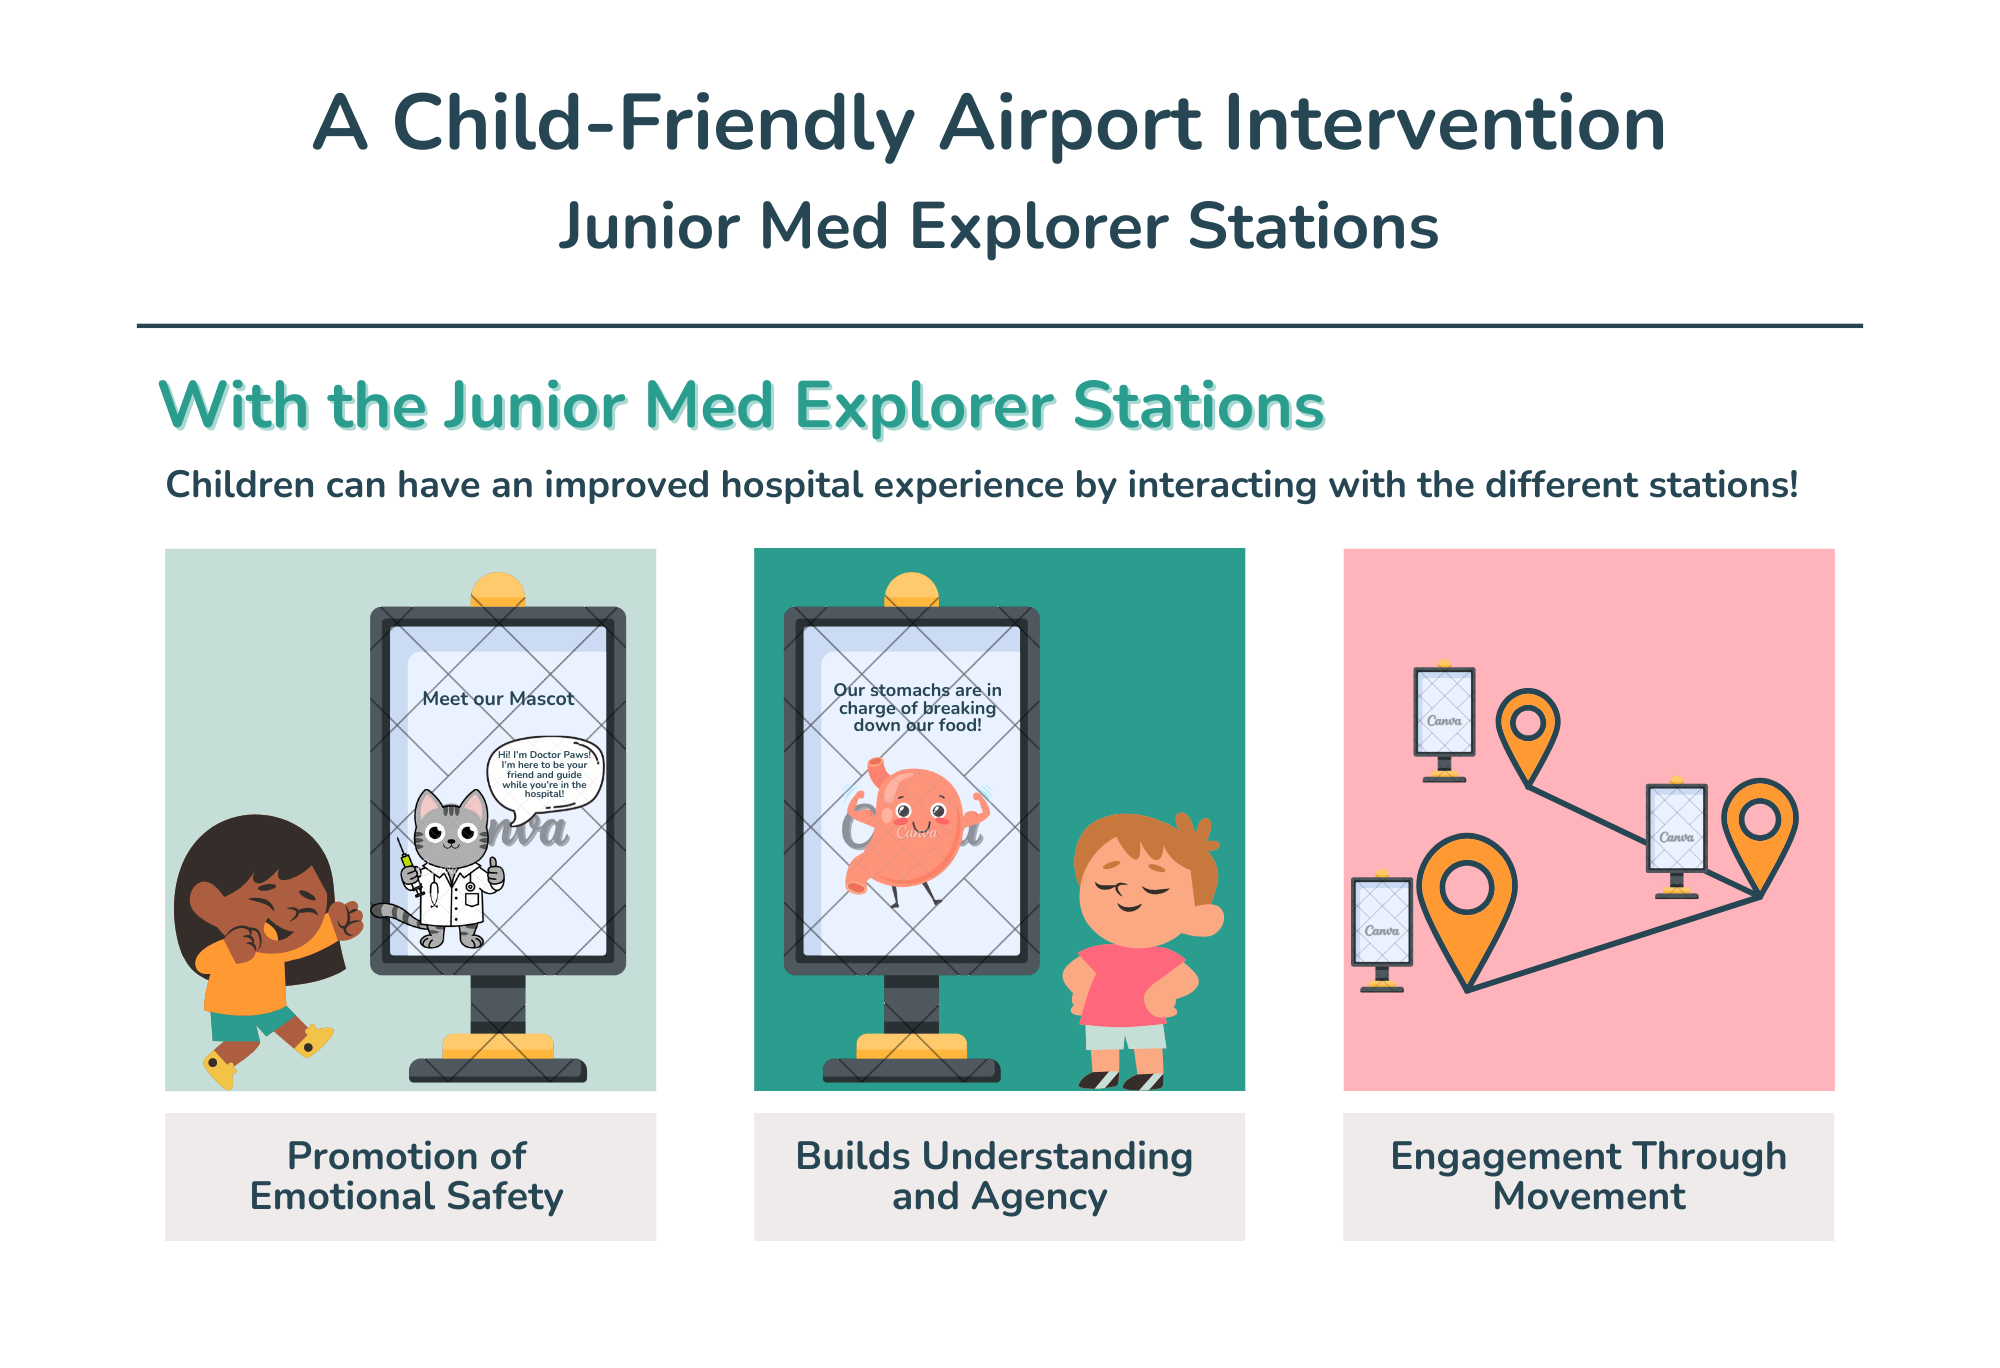 A Child-Friendly Airport Intervention
Junior Med Explorer Stations
With the Junior Med Explorer Stations
Children can have an improved hospital experience by interacting with the different stations!
Meet our Mascot
Hi! I'm Doctor Paws!
I'm here to be your
friend and guide
while you're in the
hospital!
Canva
Our stomachs are in
charge of breaking
down our food!
Canva
Canva
Canva
Canva
Canva
Promotion of
Emotional Safety
Builds Understanding
and Agency
Engagement Through
Movement